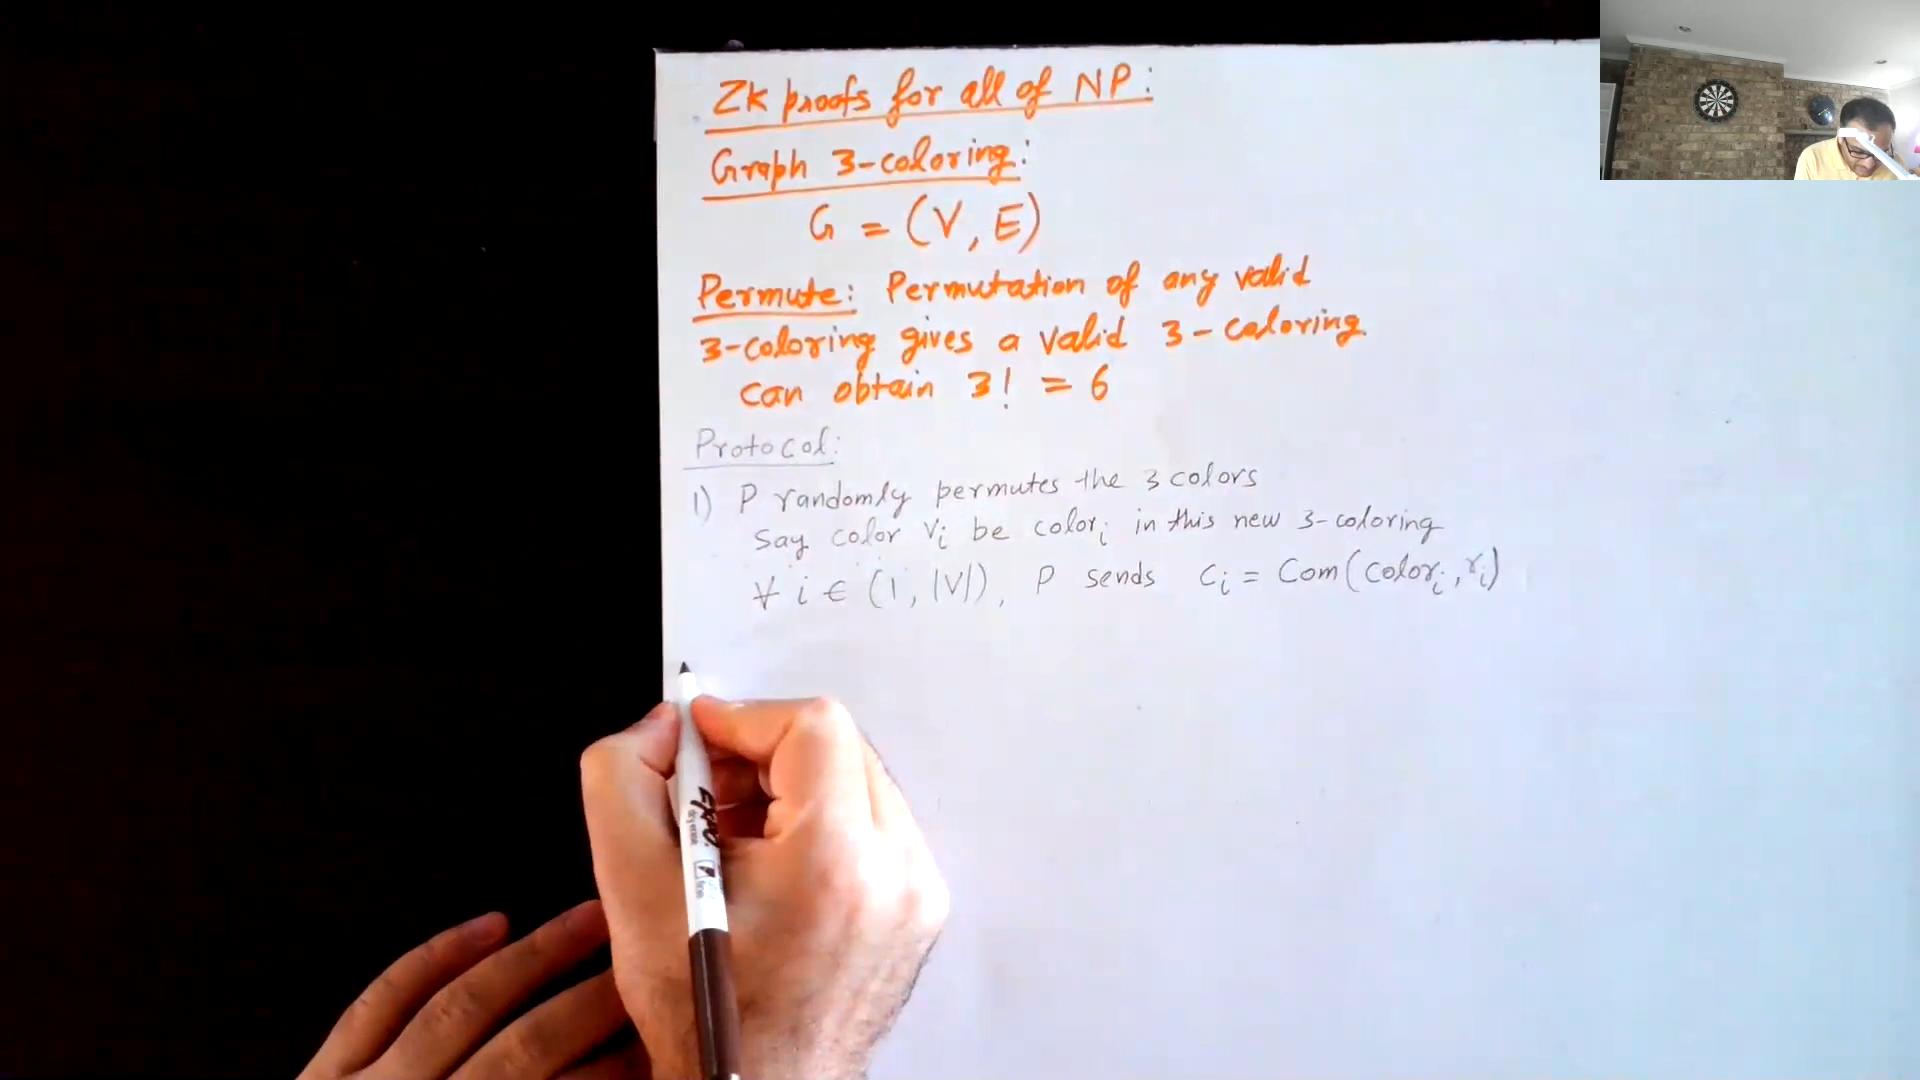 ZK proofs for all of NP:
Graph 3-coloring:
G = (V, E)
Permute: Permutation of any valid
3-coloring gives a valid 3-coloring.
can obtain 3! = 6
Protocol:
1) P randomly permutes the 3 colors
Say color vᵢ be colorᵢ in this new 3-coloring
∀ i ∈ (1, |V|), P sends cᵢ = Com(colorᵢ, rᵢ)
EXPO.